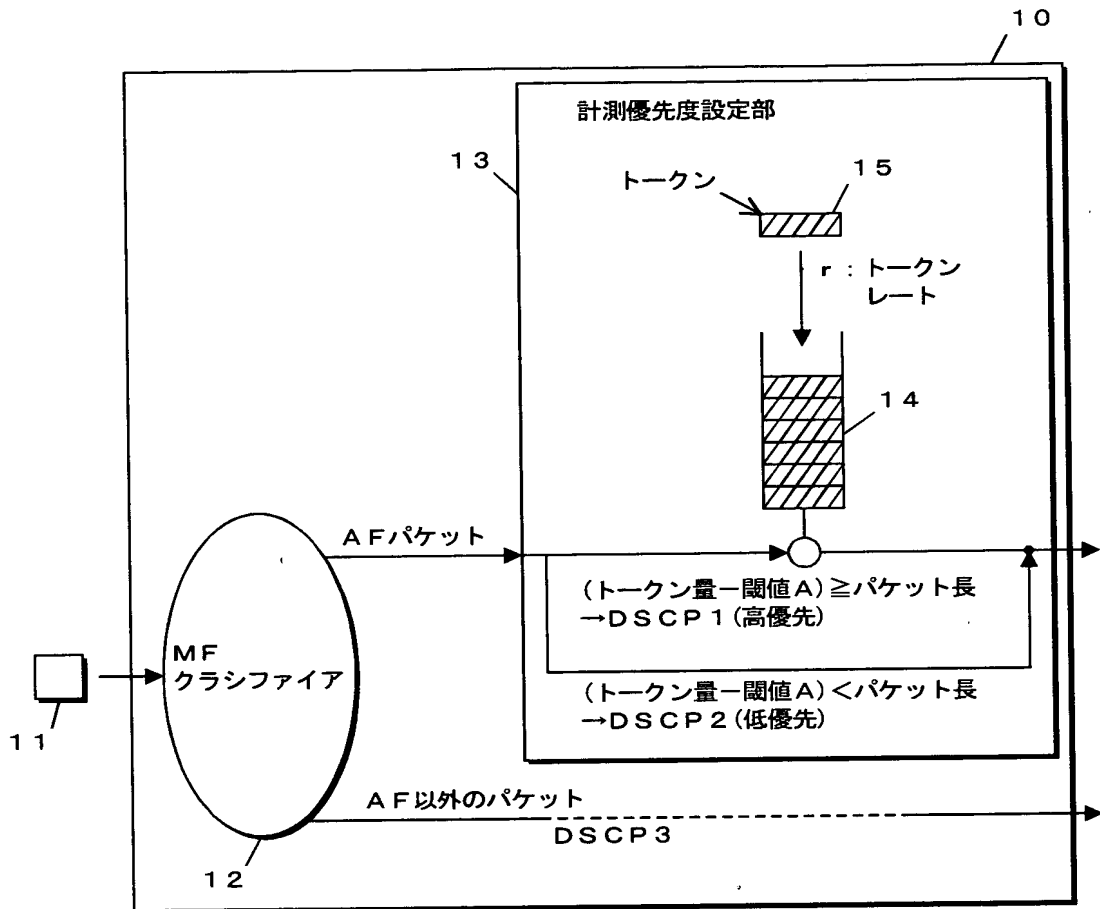 10
計測優先度設定部
13
トークン
15
r:トークン
レート
14
AFパケット
(トークン量-閾値A)≧パケット長
→DSCP1(高優先)
MF
クラシファイア
(トークン量-閾値A)<パケット長
→DSCP2(低優先)
11
AF以外のパケット
DSCP3
12